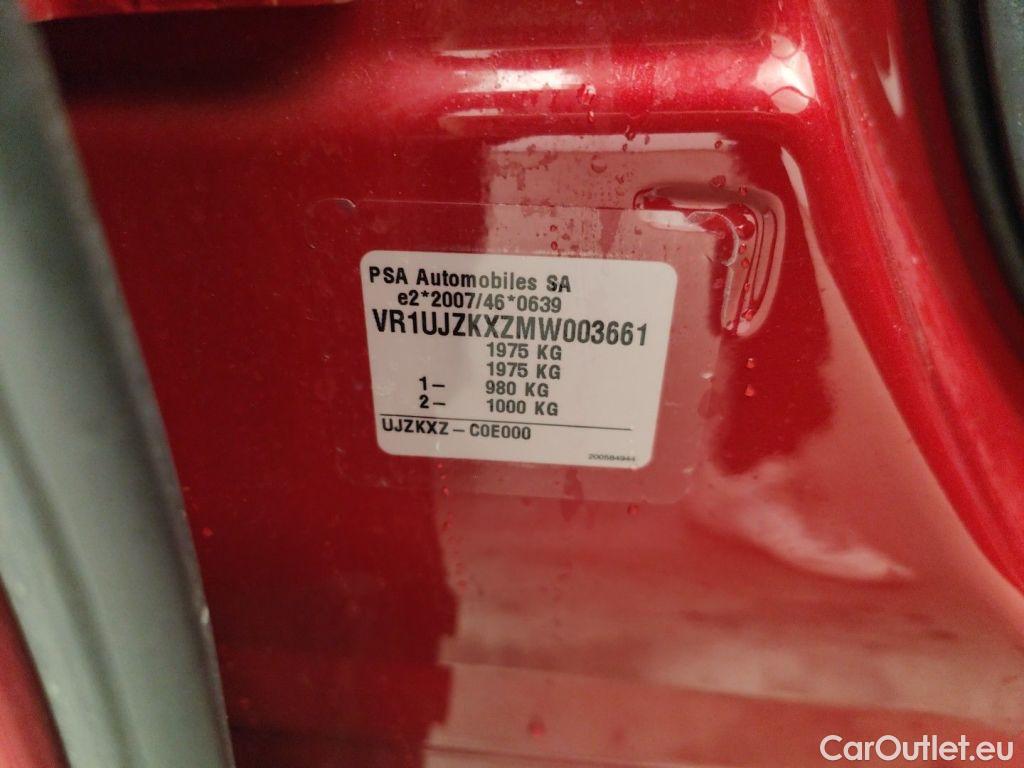 PSA Automobiles SA
e2*2007/46*0639
VR1UJZKXZMW003661
1975 KG
1975 KG
1– 980 KG
2– 1000 KG
UJZKXZ – C0E000
200584944
CarOutlet.eu